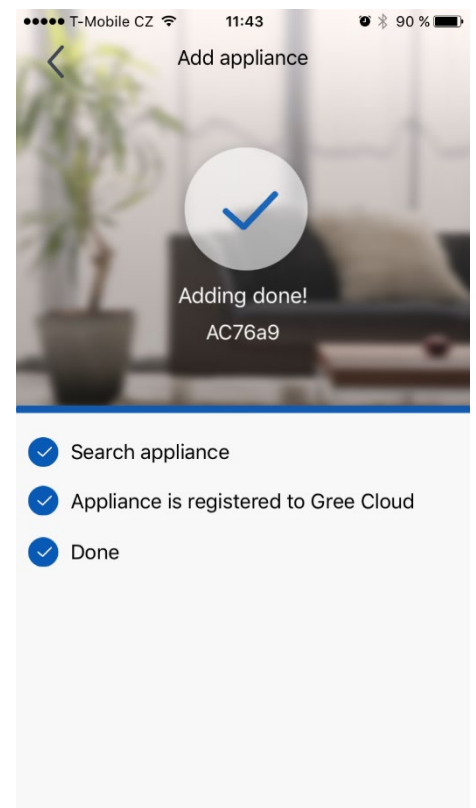 T-Mobile CZ 11:43 90 %
Add appliance
Adding done!
AC76a9
Search appliance
Appliance is registered to Gree Cloud
Done